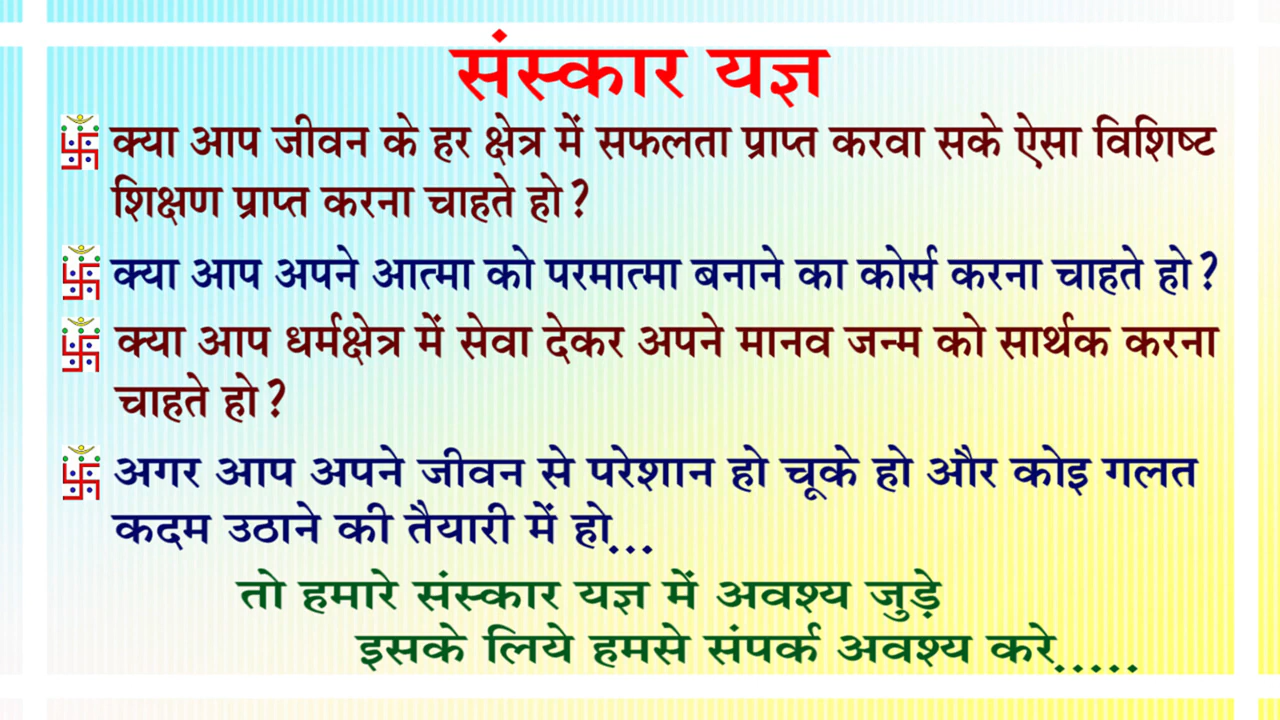 संस्कार यज्ञ
क्या आप जीवन के हर क्षेत्र में सफलता प्राप्त करवा सके ऐसा विशिष्ट
शिक्षण प्राप्त करना चाहते हो?
क्या आप अपने आत्मा को परमात्मा बनाने का कोर्स करना चाहते हो?
क्या आप धर्मक्षेत्र में सेवा देकर अपने मानव जन्म को सार्थक करना
चाहते हो?
अगर आप अपने जीवन से परेशान हो चूके हो और कोइ गलत
कदम उठाने की तैयारी में हो...
तो हमारे संस्कार यज्ञ में अवश्य जुड़े
इसके लिये हमसे संपर्क अवश्य करे.....